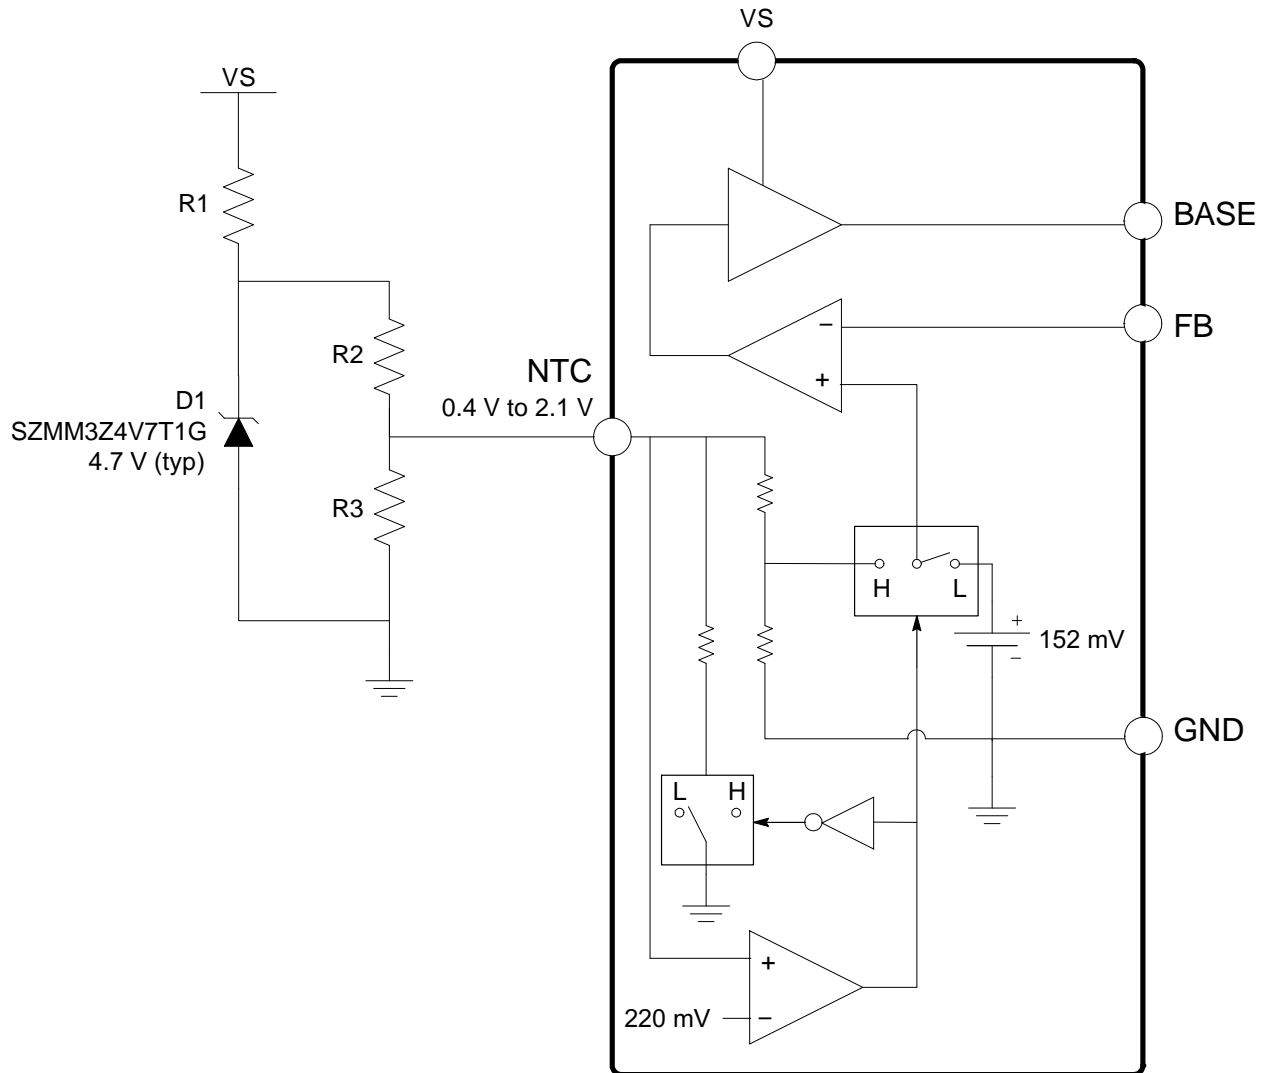 VS
VS
R1
BASE
FB
R2
NTC
0.4 V to 2.1 V
D1
SZMM3Z4V7T1G
4.7 V (typ)
R3
−
+
H
L
+
152 mV
−
GND
L
H
+
220 mV
−